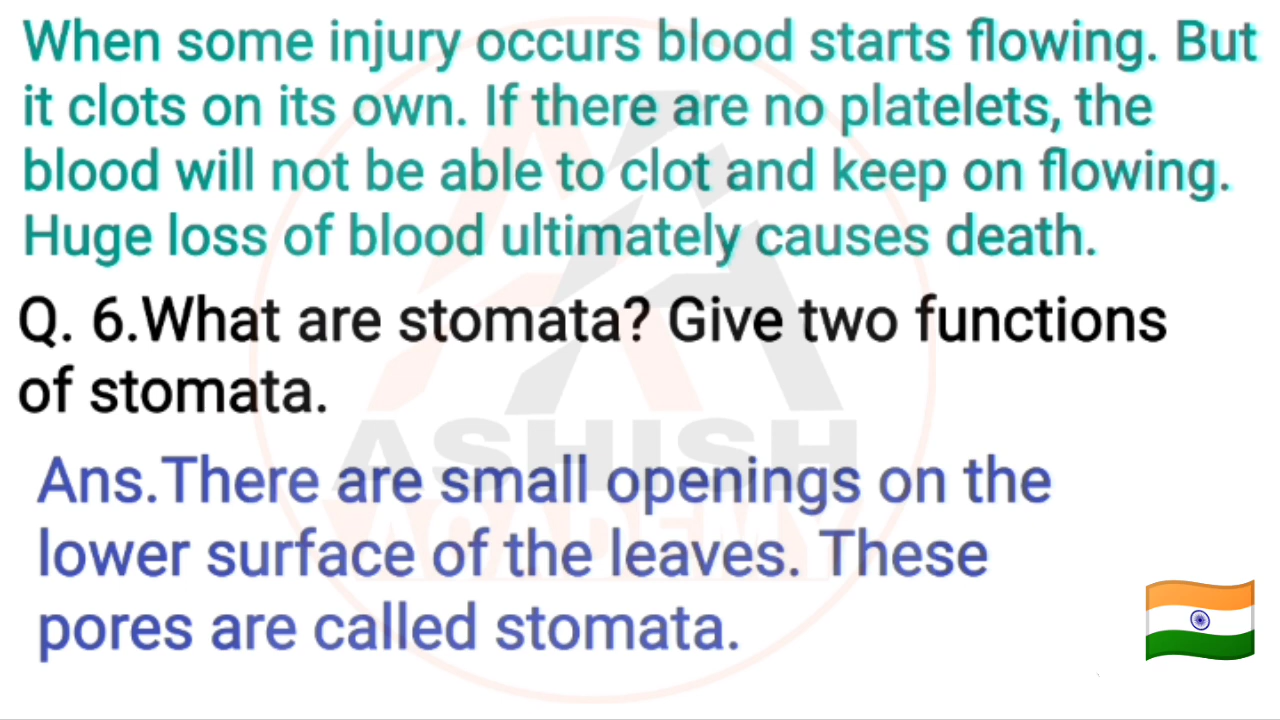 When some injury occurs blood starts flowing. But
it clots on its own. If there are no platelets, the
blood will not be able to clot and keep on flowing.
Huge loss of blood ultimately causes death.
Q. 6.What are stomata? Give two functions
of stomata.
ASHISH
ACADEMY
Ans.There are small openings on the
lower surface of the leaves. These
pores are called stomata.